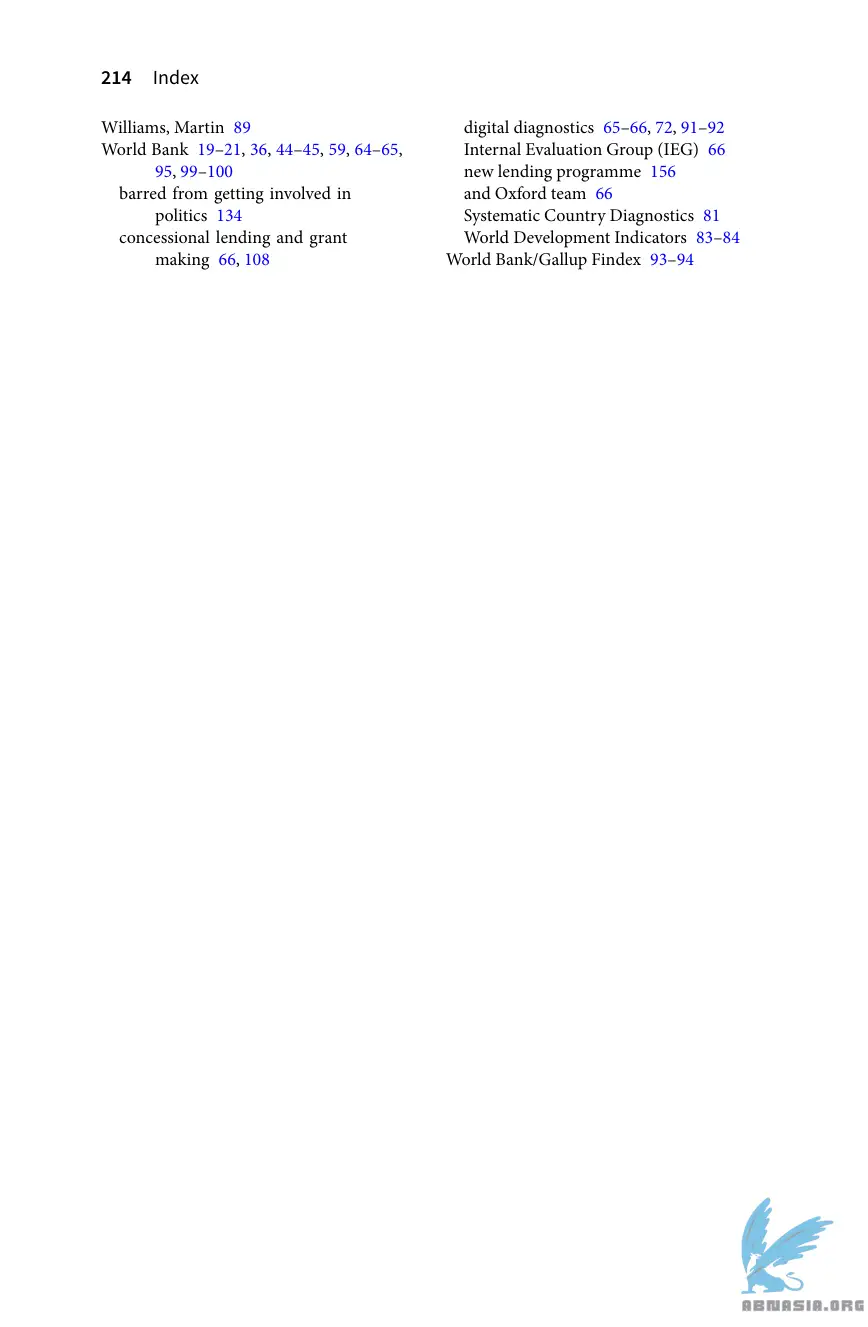 214 Index
Williams, Martin 89
World Bank 19–21, 36, 44–45, 59, 64–65,
95, 99–100
barred from getting involved in
politics 134
concessional lending and grant
making 66, 108
digital diagnostics 65–66, 72, 91–92
Internal Evaluation Group (IEG) 66
new lending programme 156
and Oxford team 66
Systematic Country Diagnostics 81
World Development Indicators 83–84
World Bank/Gallup Findex 93–94
ABNASIA.ORG